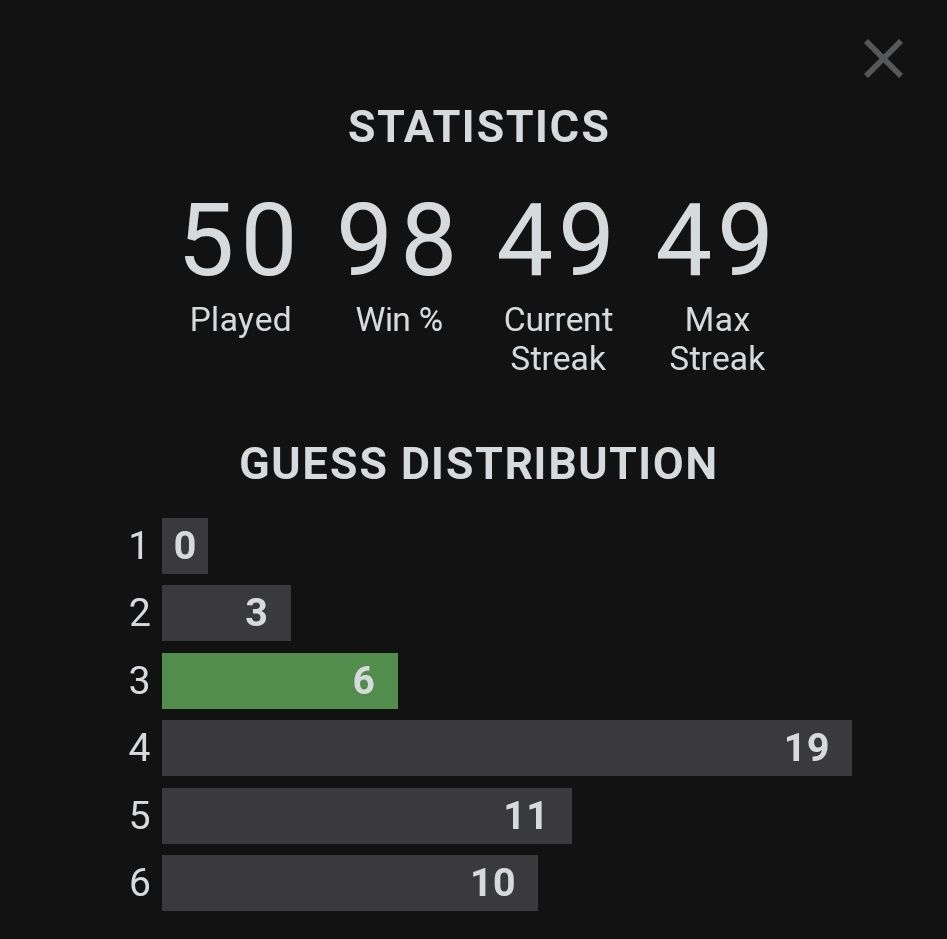 STATISTICS
50 98 49 49
Played Win % Current Streak Max Streak
GUESS DISTRIBUTION
1 0
2 3
3 6
4 19
5 11
6 10